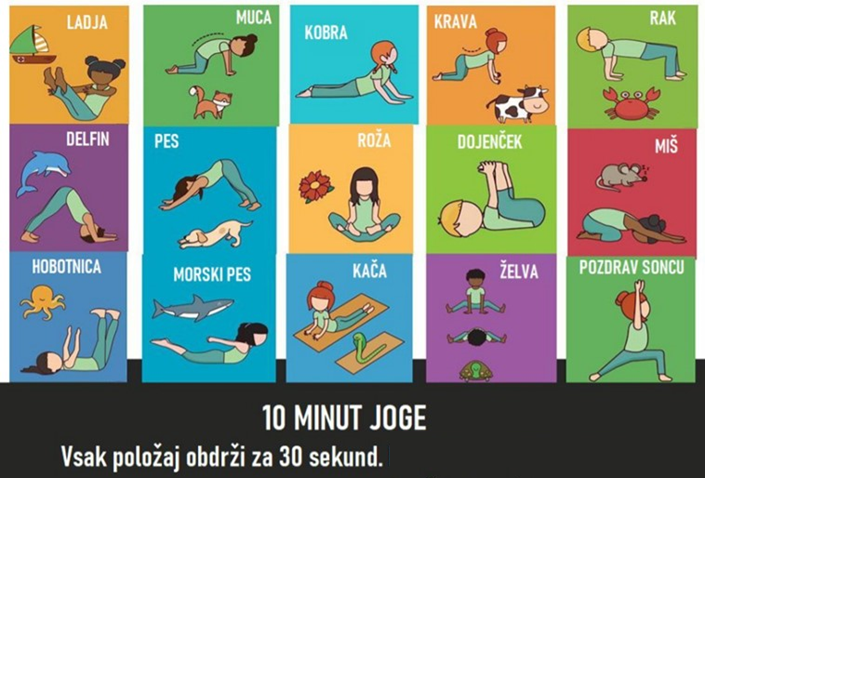 LADJA
MUCA
KOBRA
KRAVA
RAK
DELFIN
PES
ROŽA
DOJENČEK
MIŠ
HOBOTNICA
MORSKI PES
KAČA
ŽELVA
POZDRAV SONCU
10 MINUT JOGE
Vsak položaj obdrži za 30 sekund.